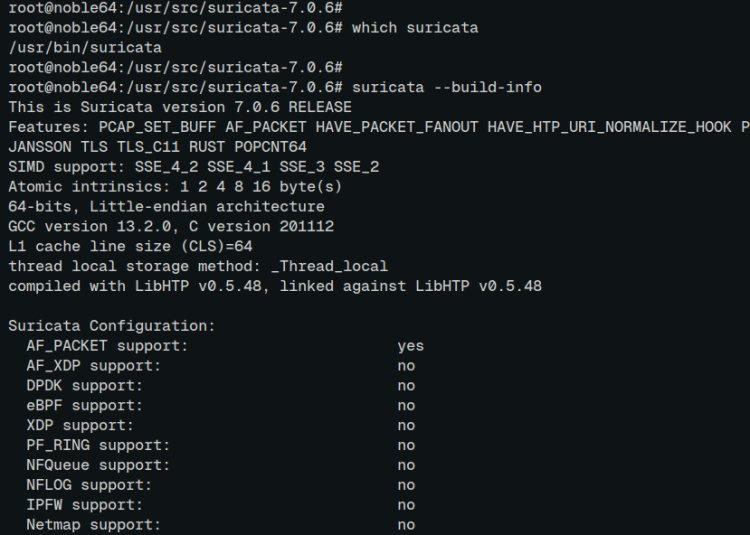 root@noble64:/usr/src/suricata-7.0.6#
root@noble64:/usr/src/suricata-7.0.6# which suricata
/usr/bin/suricata
root@noble64:/usr/src/suricata-7.0.6#
root@noble64:/usr/src/suricata-7.0.6# suricata --build-info
This is Suricata version 7.0.6 RELEASE
Features: PCAP_SET_BUFF AF_PACKET HAVE_PACKET_FANOUT HAVE_HTP_URI_NORMALIZE_HOOK P
JANSSON TLS TLS_C11 RUST POPCNT64
SIMD support: SSE_4_2 SSE_4_1 SSE_3 SSE_2
Atomic intrinsics: 1 2 4 8 16 byte(s)
64-bits, Little-endian architecture
GCC version 13.2.0, C version 201112
L1 cache line size (CLS)=64
thread local storage method: _Thread_local
compiled with LibHTP v0.5.48, linked against LibHTP v0.5.48
Suricata Configuration:
AF_PACKET support: yes
AF_XDP support: no
DPDK support: no
eBPF support: no
XDP support: no
PF_RING support: no
NFQueue support: no
NFLOG support: no
IPFW support: no
Netmap support: no